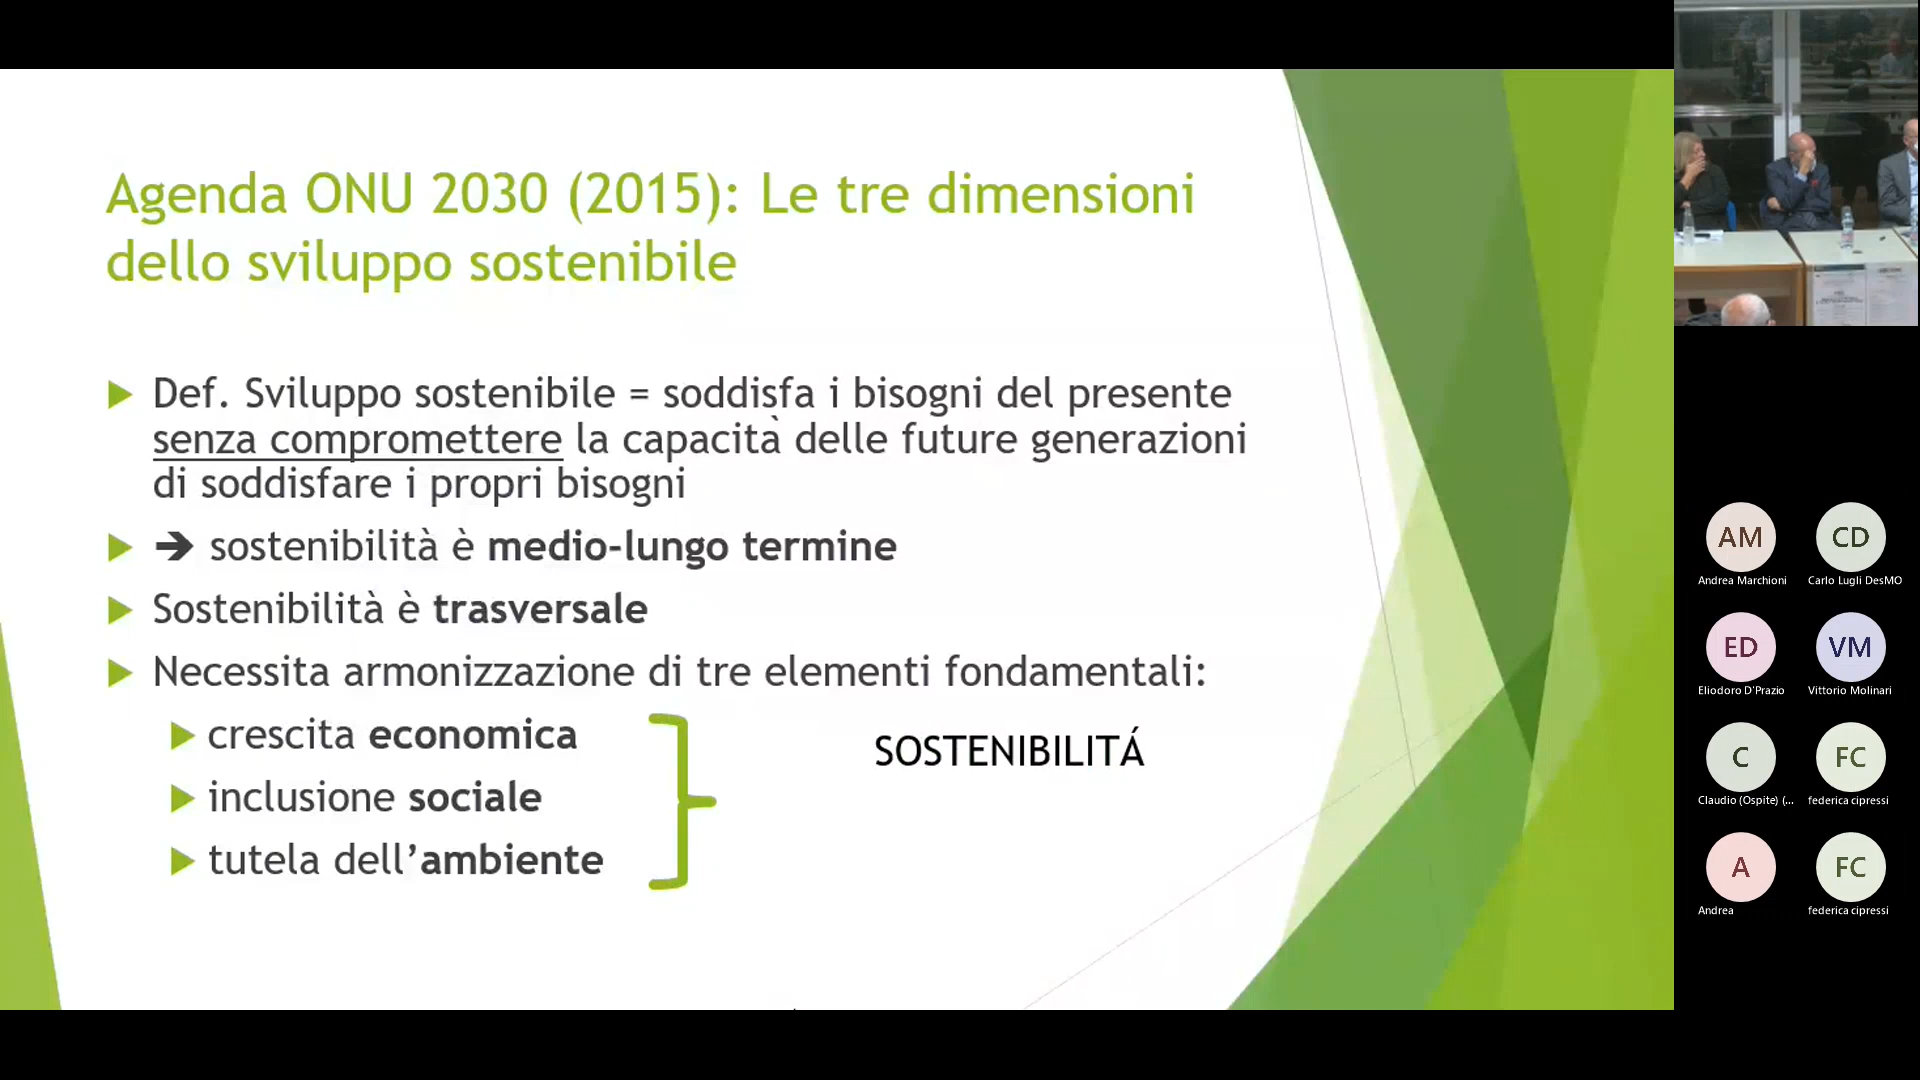 Agenda ONU 2030 (2015): Le tre dimensioni
dello sviluppo sostenibile
Def. Sviluppo sostenibile = soddisfa i bisogni del presente
senza compromettere la capacità delle future generazioni
di soddisfare i propri bisogni
➔ sostenibilità è medio-lungo termine
Sostenibilità è trasversale
Necessita armonizzazione di tre elementi fondamentali:
crescita economica
inclusione sociale
tutela dell’ambiente
SOSTENIBILITÁ
AM
Andrea Marchioni
CD
Carlo Lugli DesMO
ED
Eliodoro D'Prazio
VM
Vittorio Molinari
C
Claudio (Ospite) (...
FC
federica cipressi
A
Andrea
FC
federica cipressi